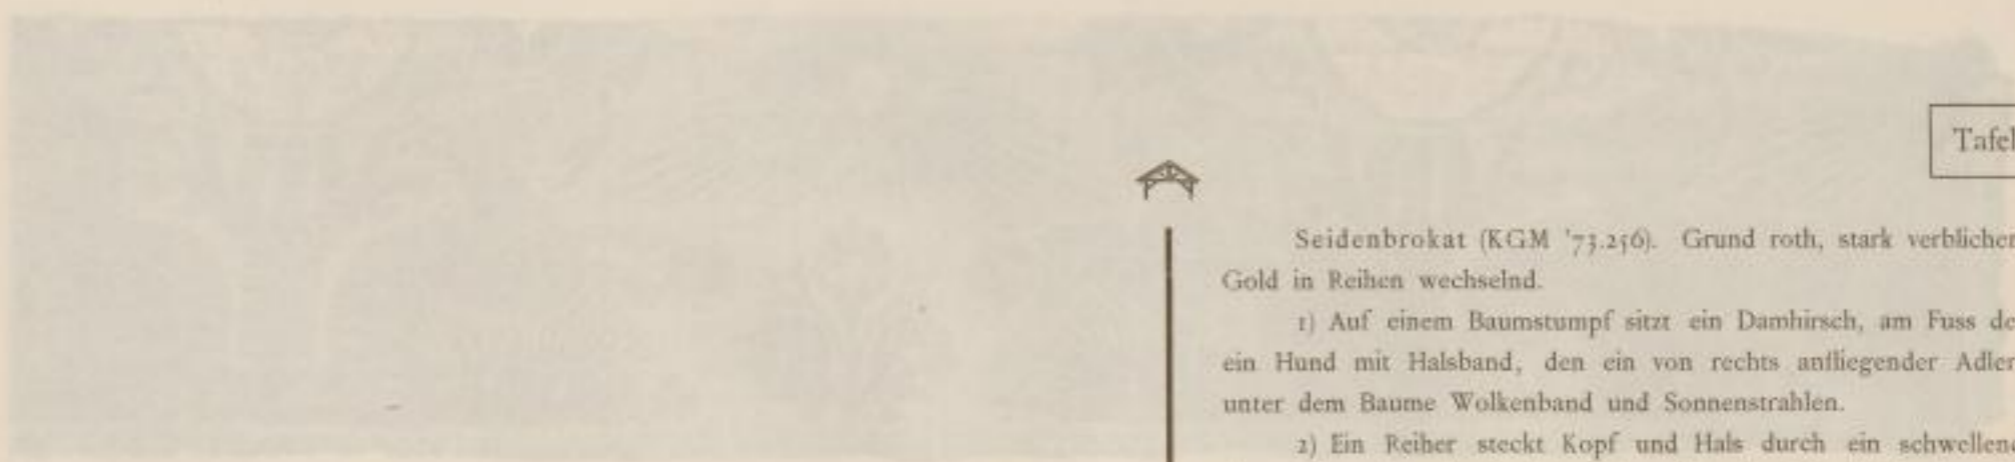 Tafel
Seidenbrokat (KGM '73.256). Grund roth, stark verblichen
Gold in Reihen wechselnd.
1) Auf einem Baumstumpf sitzt ein Damhirsch, am Fuss de
ein Hund mit Halsband, den ein von rechts anfliegender Adler
unter dem Baume Wolkenband und Sonnenstrahlen.
2) Ein Reiher steckt Kopf und Hals durch ein schwellend